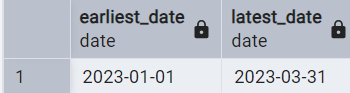 earliest_date latest_date
date date
1 2023-01-01 2023-03-31